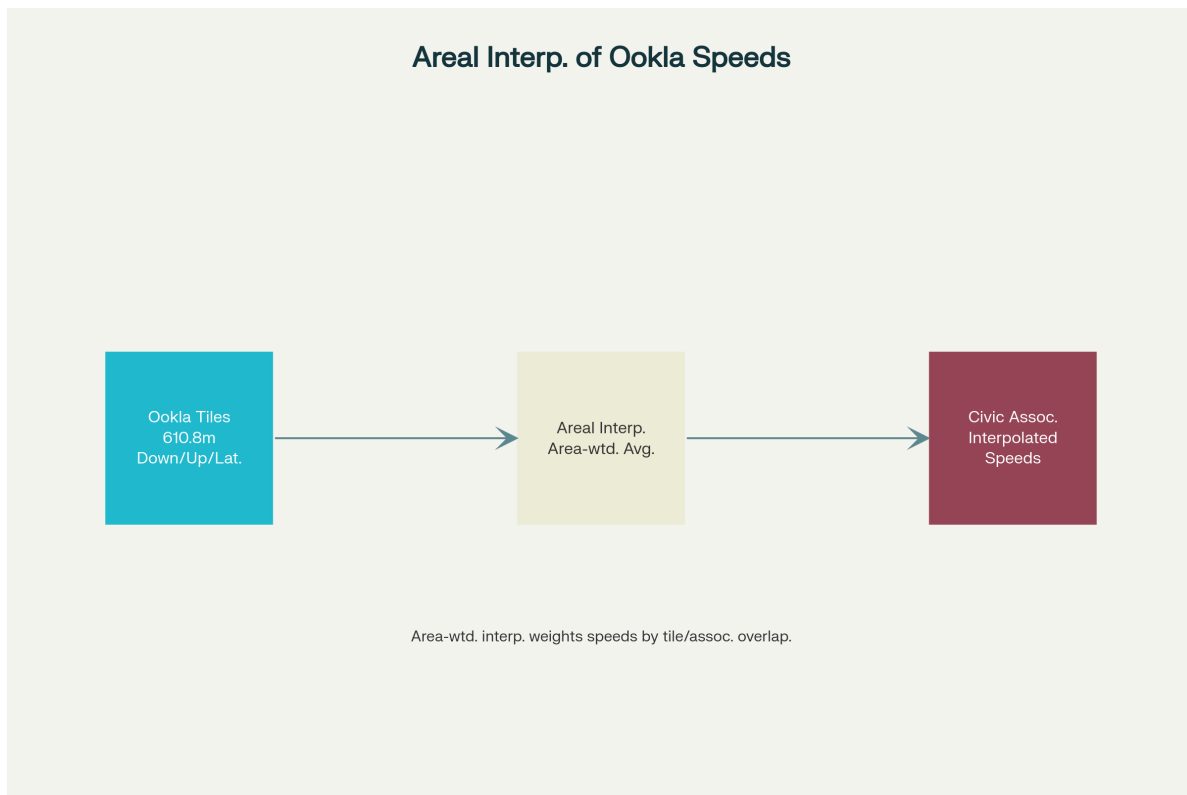 Areal Interp. of Ookla Speeds
Ookla Tiles
610.8m
Down/Up/Lat.
Areal Interp.
Area-wtd. Avg.
Civic Assoc.
Interpolated
Speeds
Area-wtd. interp. weights speeds by tile/assoc. overlap.